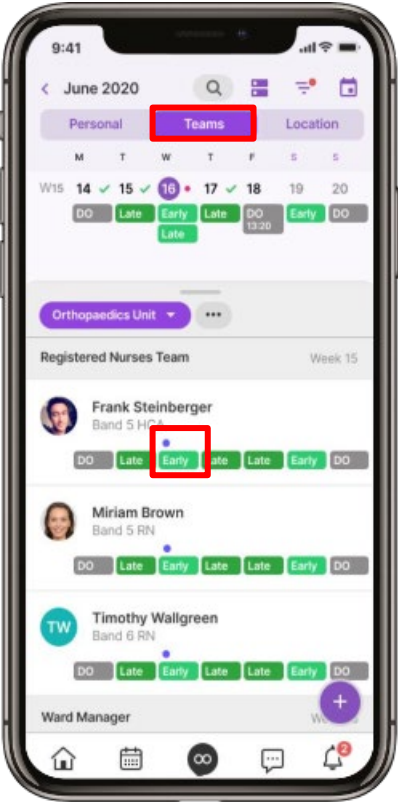 9:41
June 2020
Personal Teams Location
M T W T F S S
W15 14 15 16 17 18 19 20
DO Late Early Late DO Early DO
Late 13:20
Orthopaedics Unit
Registered Nurses Team Week 15
Frank Steinberger
Band 5 HCA
DO Late Early Late Late Early DO
Miriam Brown
Band 5 RN
DO Late Early Late Late Early DO
TW Timothy Wallgreen
Band 6 RN
DO Late Early Late Late Early DO
Ward Manager
2